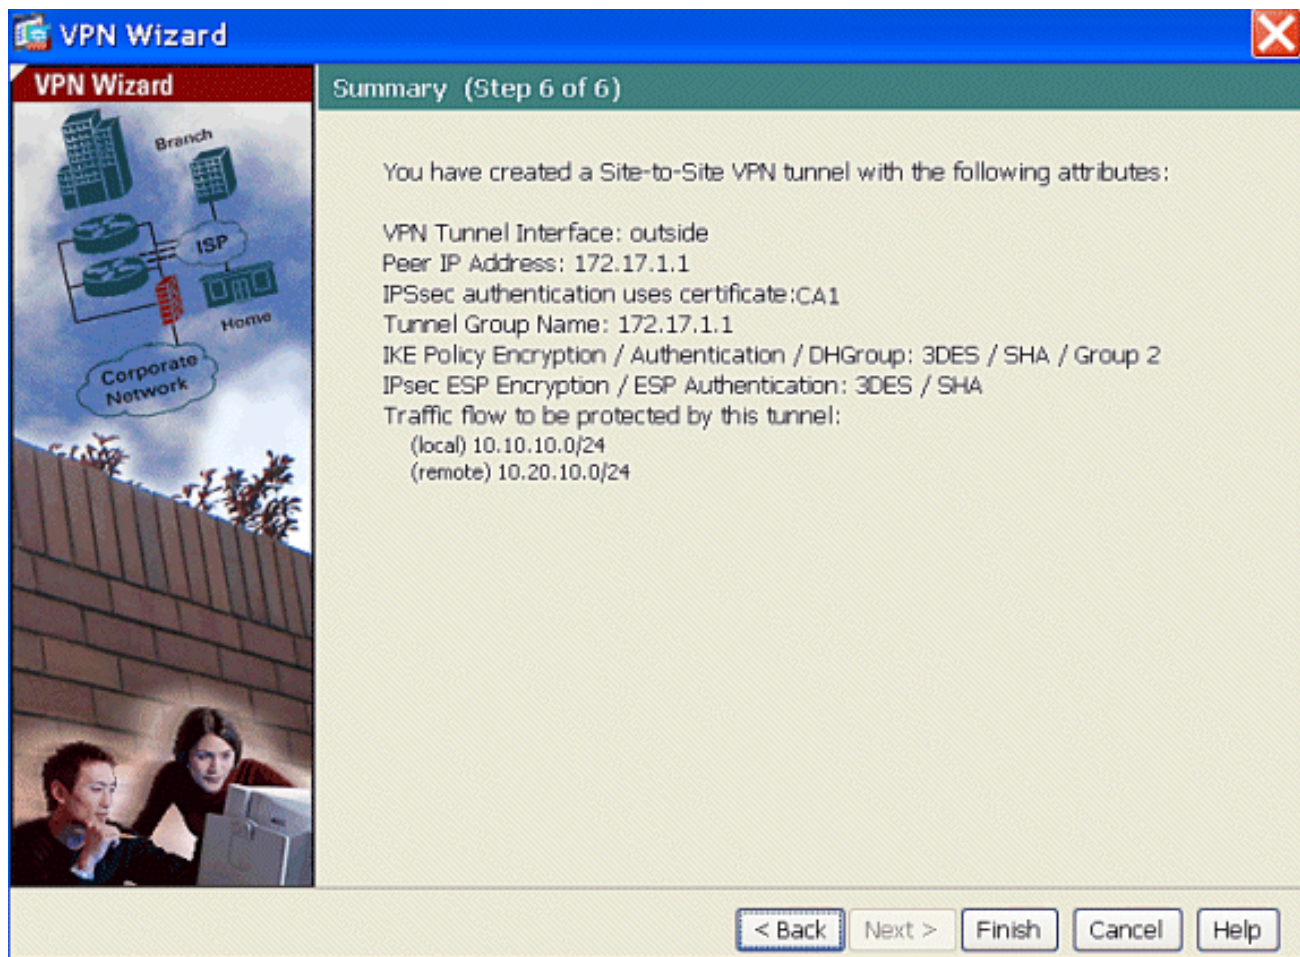 VPN Wizard
VPN Wizard
Branch
ISP
Home
Corporate
Network
Summary (Step 6 of 6)
You have created a Site-to-Site VPN tunnel with the following attributes:
VPN Tunnel Interface: outside
Peer IP Address: 172.17.1.1
IPSsec authentication uses certificate:CA1
Tunnel Group Name: 172.17.1.1
IKE Policy Encryption / Authentication / DHGroup: 3DES / SHA / Group 2
IPsec ESP Encryption / ESP Authentication: 3DES / SHA
Traffic flow to be protected by this tunnel:
(local) 10.10.10.0/24
(remote) 10.20.10.0/24
< Back Next > Finish Cancel Help